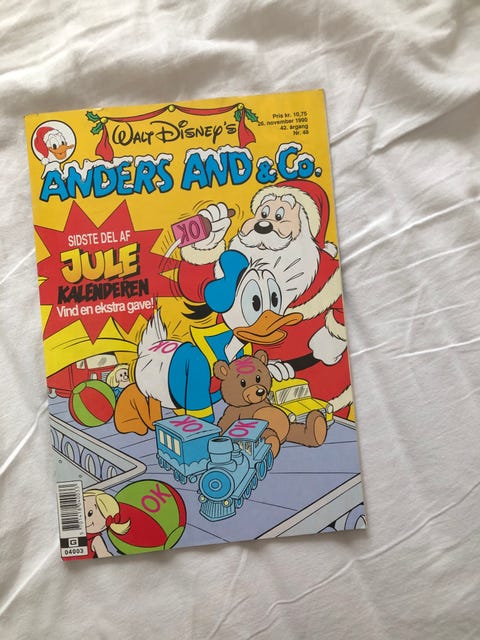 Pris kr. 10,75
26. november 1990
42. årgang
Nr. 48
WALT DISNEY'S
ANDERS AND & Co.
SIDSTE DEL AF
JULE
KALENDEREN
Vind en ekstra gave!
OK
OK
OK
OK
OK
OK
G
04003